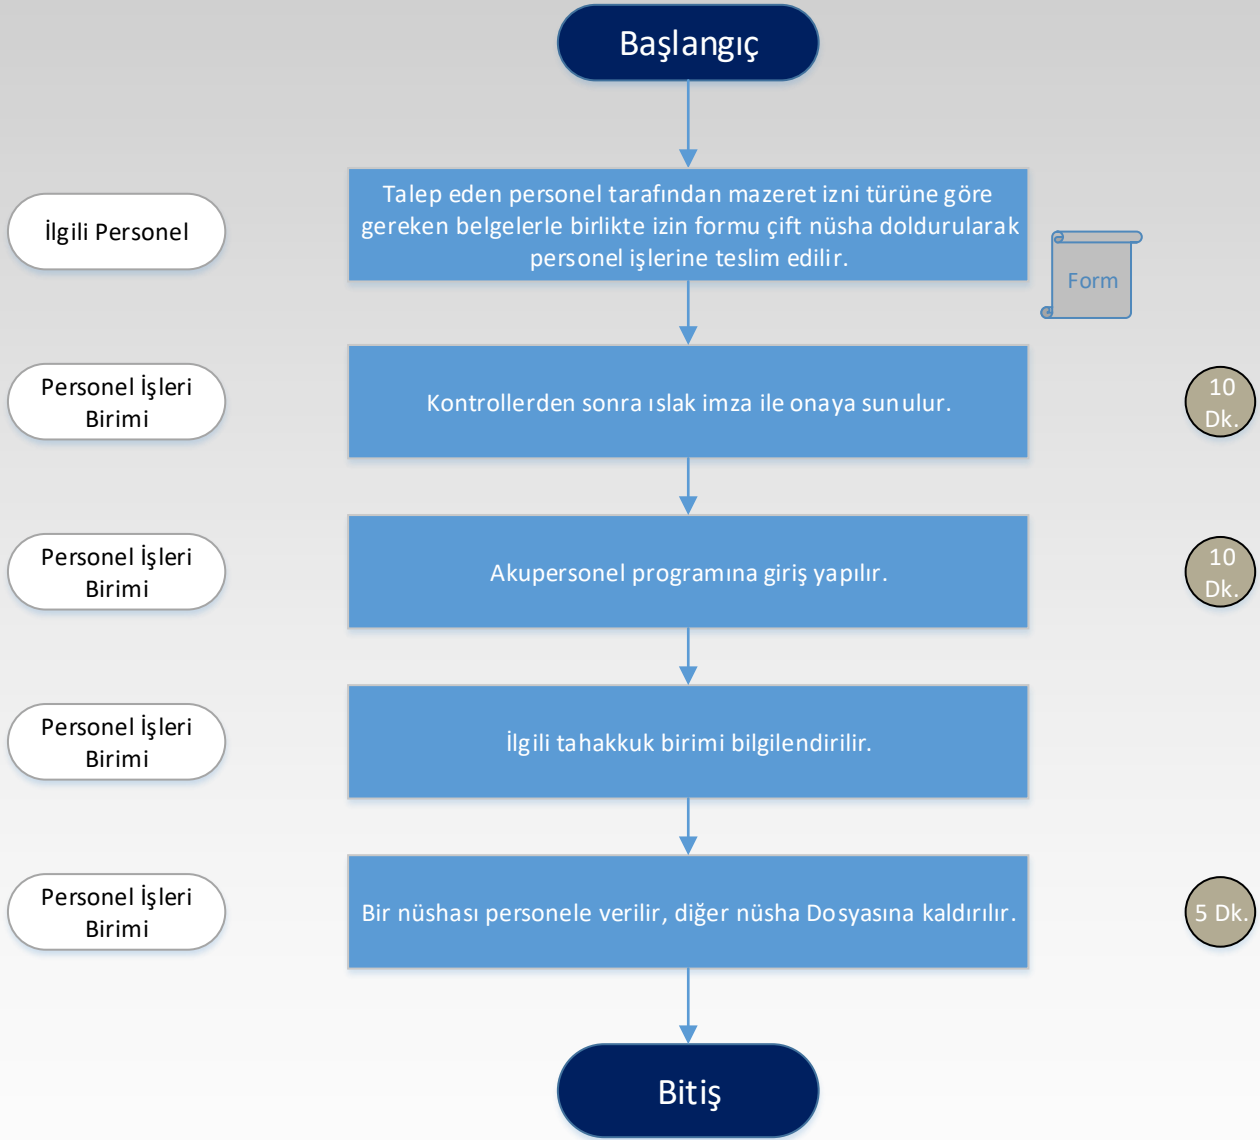 Başlangıç
İlgili Personel
Talep eden personel tarafından mazeret izni türüne göre
gereken belgelerle birlikte izin formu çift nüsha doldurularak
personel işlerine teslim edilir.
Form
Personel İşleri
Birimi
Kontrollerden sonra ıslak imza ile onaya sunulur.
10
Dk.
Personel İşleri
Birimi
Akupersonel programına giriş yapılır.
10
Dk.
Personel İşleri
Birimi
İlgili tahakkuk birimi bilgilendirilir.
Personel İşleri
Birimi
Bir nüshası personele verilir, diğer nüsha Dosyasına kaldırılır.
5 Dk.
Bitiş